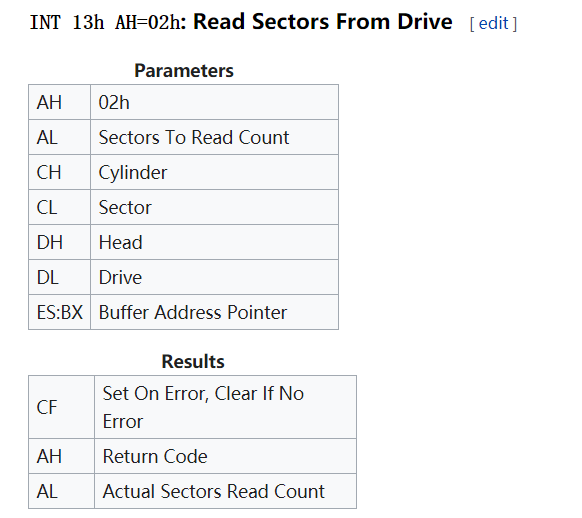 INT 13h AH=02h: Read Sectors From Drive [ edit ]
Parameters
AH 02h
AL Sectors To Read Count
CH Cylinder
CL Sector
DH Head
DL Drive
ES:BX Buffer Address Pointer
Results
CF Set On Error, Clear If No
Error
AH Return Code
AL Actual Sectors Read Count